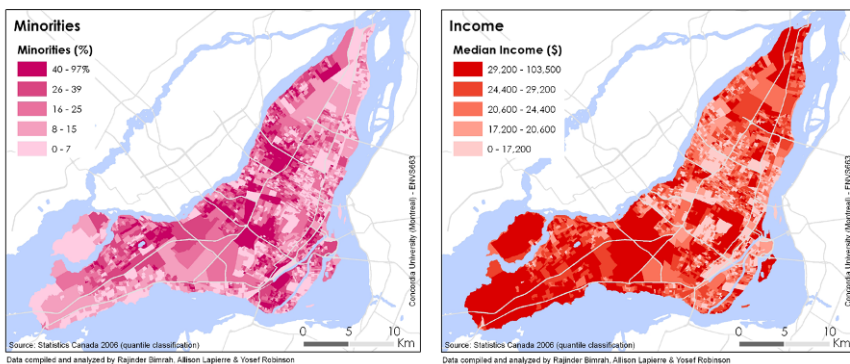 Minorities
Minorities (%)
40 - 97%
26 - 39
16 - 25
8 - 15
0 - 7
Concordia University (Montreal) - ENVS663
0 5 10
Km
Source: Statistics Canada 2006 (quantile classification)
Data compiled and analyzed by Rajinder Bimrah, Allison Lapierre & Yosef Robinson
Income
Median Income ($)
29,200 - 103,500
24,400 - 29,200
20,600 - 24,400
17,200 - 20,600
0 - 17,200
Concordia University (Montreal) - ENVS663
0 5 10
Km
Source: Statistics Canada 2006 (quantile classification)
Data compiled and analyzed by Rajinder Bimrah, Allison Lapierre & Yosef Robinson